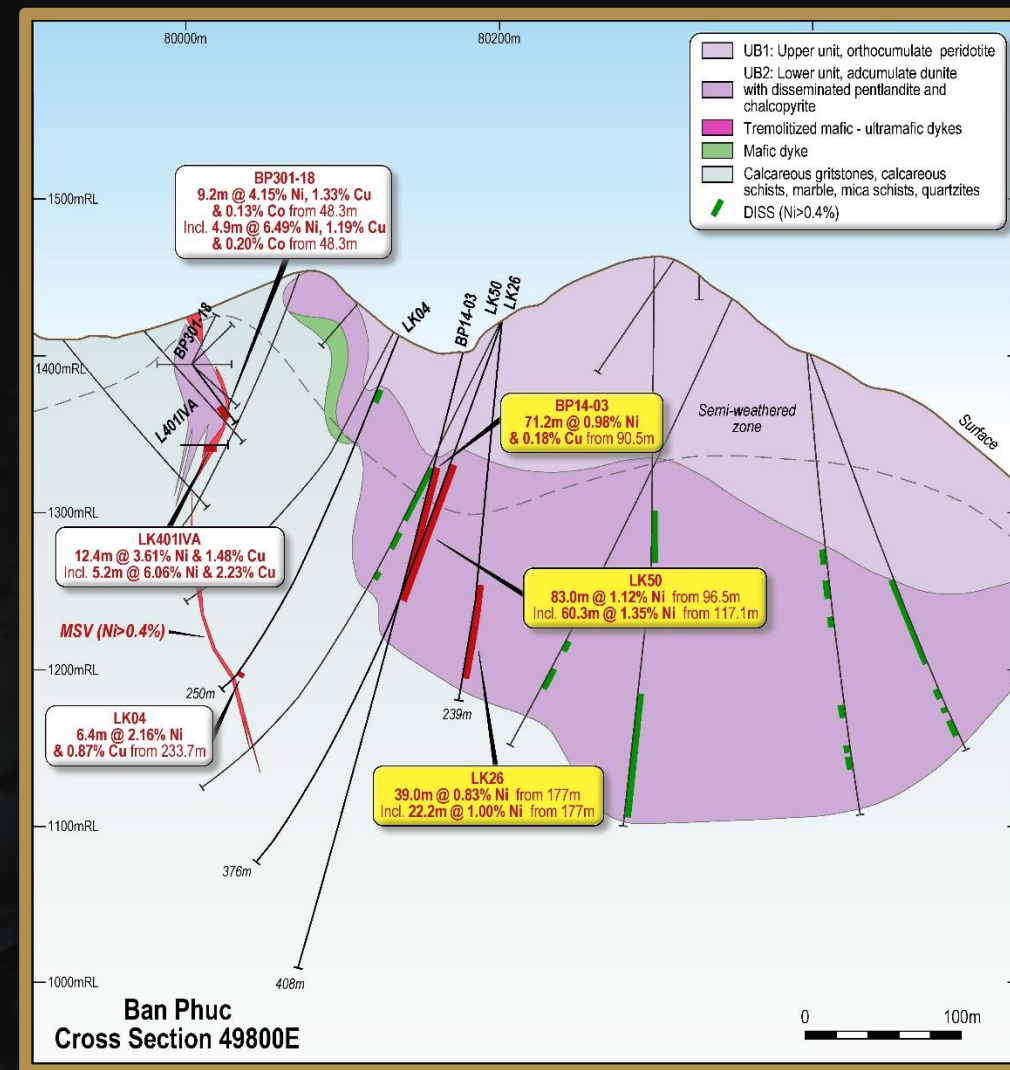 80000m
80200m
UB1: Upper unit, orthocumulate peridotite
UB2: Lower unit, adcumulate dunite
with disseminated pentlandite and
chalcopyrite
Tremolitized mafic - ultramafic dykes
Mafic dyke
Calcareous gritstones, calcareous
schists, marble, mica schists, quartzites
DISS (Ni>0.4%)
1500mRL
BP301-18
9.2m @ 4.15% Ni, 1.33% Cu
& 0.13% Co from 48.3m
Incl. 4.9m @ 6.49% Ni, 1.19% Cu
& 0.20% Co from 48.3m
LK04
BP14-03
LK50
LK26
BP301-18
1400mRL
L401IVA
BP14-03
71.2m @ 0.98% Ni
& 0.18% Cu from 90.5m
Semi-weathered
zone
Surface
1300mRL
LK401IVA
12.4m @ 3.61% Ni & 1.48% Cu
Incl. 5.2m @ 6.06% Ni & 2.23% Cu
LK50
83.0m @ 1.12% Ni from 96.5m
Incl. 60.3m @ 1.35% Ni from 117.1m
MSV (Ni>0.4%)
1200mRL
250m
239m
LK04
6.4m @ 2.16% Ni
& 0.87% Cu from 233.7m
LK26
39.0m @ 0.83% Ni from 177m
Incl. 22.2m @ 1.00% Ni from 177m
1100mRL
376m
1000mRL
408m
Ban Phuc
Cross Section 49800E
0
100m